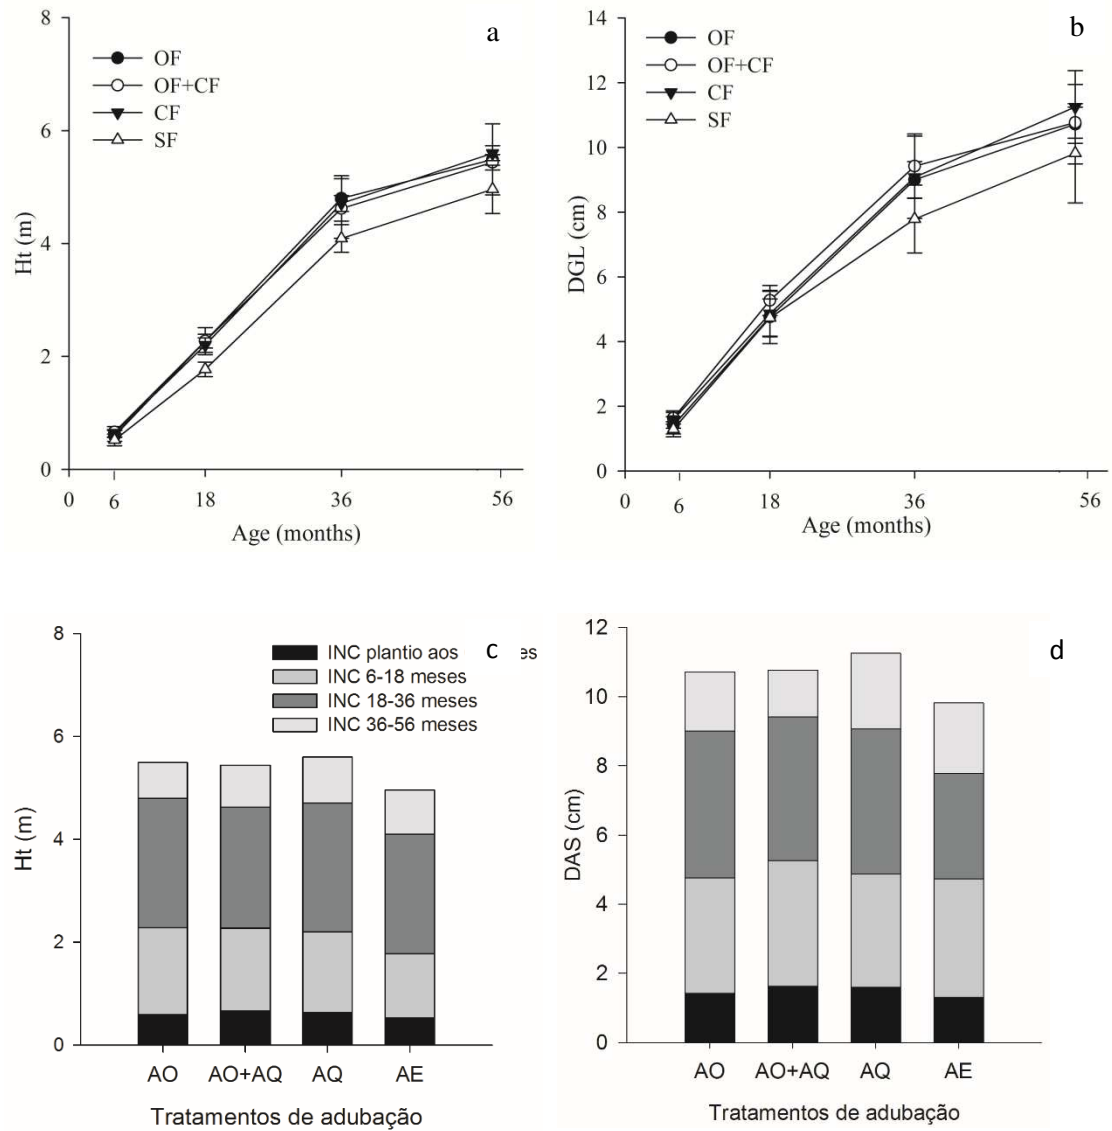 a
8
6
4
2
0
Ht (m)
OF
OF+CF
CF
SF
0 6 18 36 56
Age (months)
b
14
12
10
8
6
4
2
0
DGL (cm)
OF
OF+CF
CF
SF
0 6 18 36 56
Age (months)
c
8
6
4
2
0
Ht (m)
INC plantio aos es
INC 6-18 meses
INC 18-36 meses
INC 36-56 meses
AO AO+AQ AQ AE
Tratamentos de adubação
d
12
10
8
6
4
2
0
DAS (cm)
AO AO+AQ AQ AE
Tratamentos de adubação